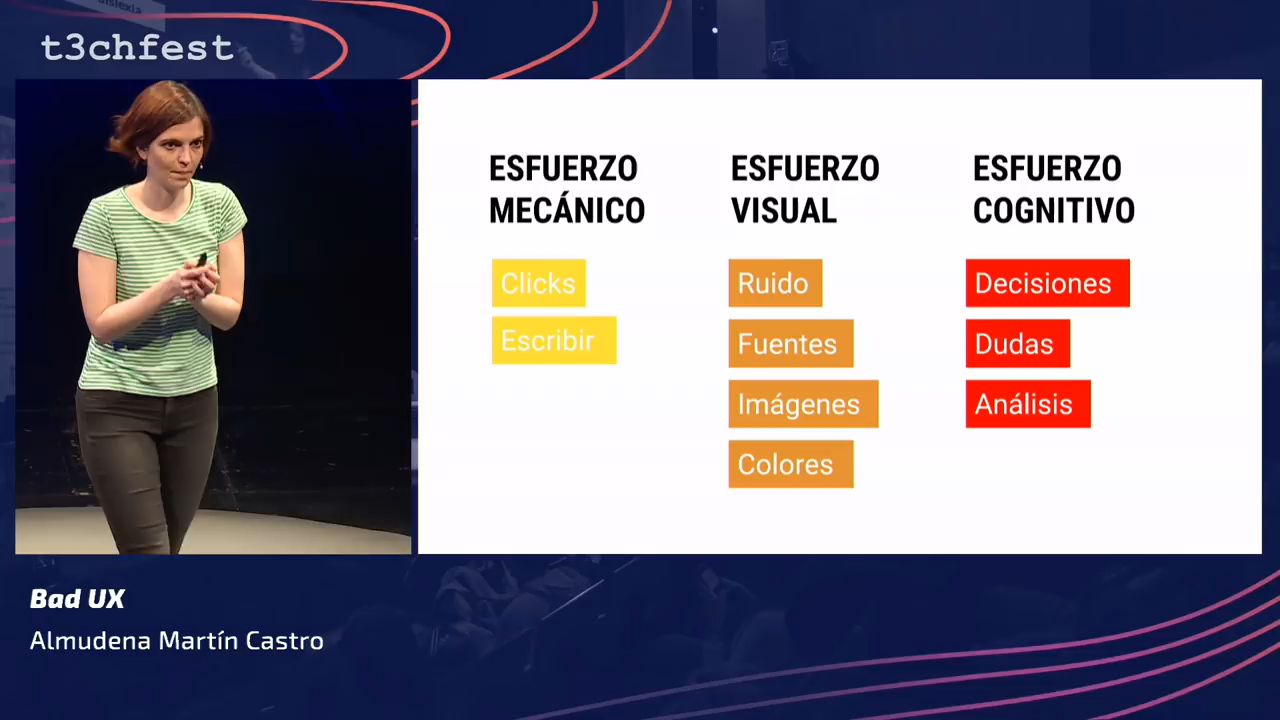 t3chfest
ESFUERZO
MECÁNICO
Clicks
Escribir
ESFUERZO
VISUAL
Ruido
Fuentes
Imágenes
Colores
ESFUERZO
COGNITIVO
Decisiones
Dudas
Análisis
Bad UX
Almudena Martín Castro